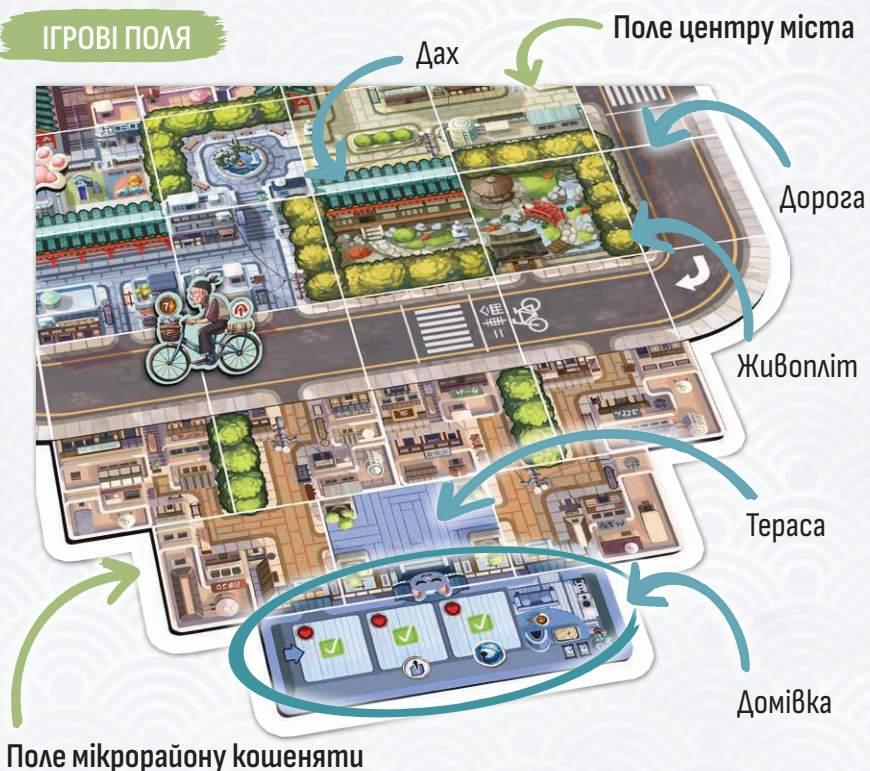 ІГРОВІ ПОЛЯ
Поле центру міста
Дах
Дорога
Живопліт
Тераса
Домівка
Поле мікрорайону кошеняти